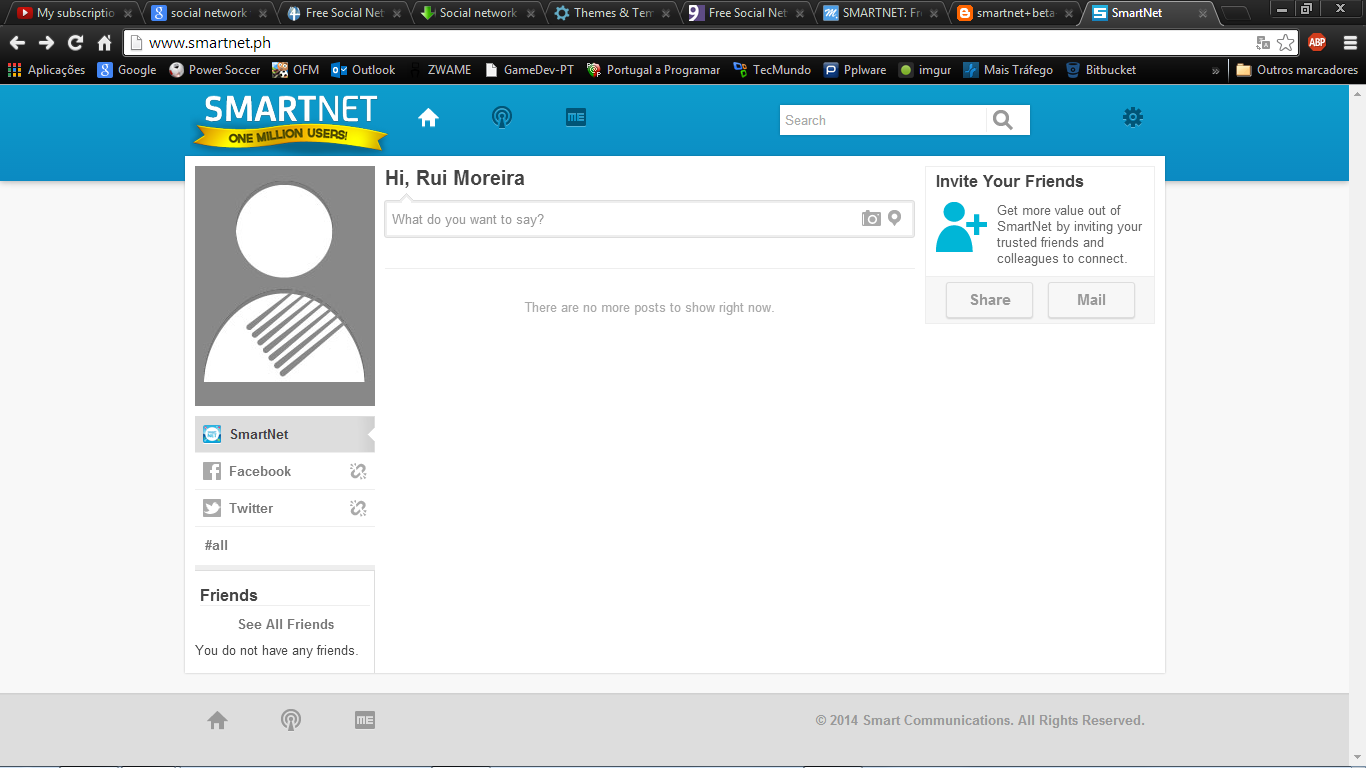 My subscriptio
social network
Free Social Net
Social network
Themes & Tem
Free Social Net
SMARTNET: Fr
smartnet+beta
SmartNet
www.smartnet.ph
ABP
Aplicações
Google
Power Soccer
OFM
Outlook
ZWAME
GameDev-PT
Portugal a Programar
TecMundo
Pplware
imgur
Mais Tráfego
Bitbucket
»
Outros marcadores
SMARTNET
ONE MILLION USERS!
ME
Search
Hi, Rui Moreira
What do you want to say?
There are no more posts to show right now.
Invite Your Friends
Get more value out of
SmartNet by inviting your
trusted friends and
colleagues to connect.
Share
Mail
SmartNet
Facebook
Twitter
#all
Friends
See All Friends
You do not have any friends.
ME
© 2014 Smart Communications. All Rights Reserved.